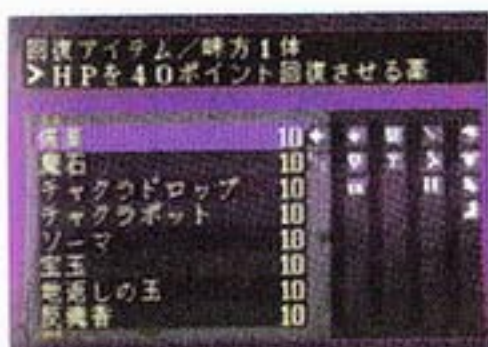 回復アイテム/味方1体
>HPを40ポイント回復させる薬
傷薬 10
魔石 10
チャクラドロップ 10
チャクラポット 10
ソーマ 10
宝玉 10
地返しの玉 10
反魂香 10